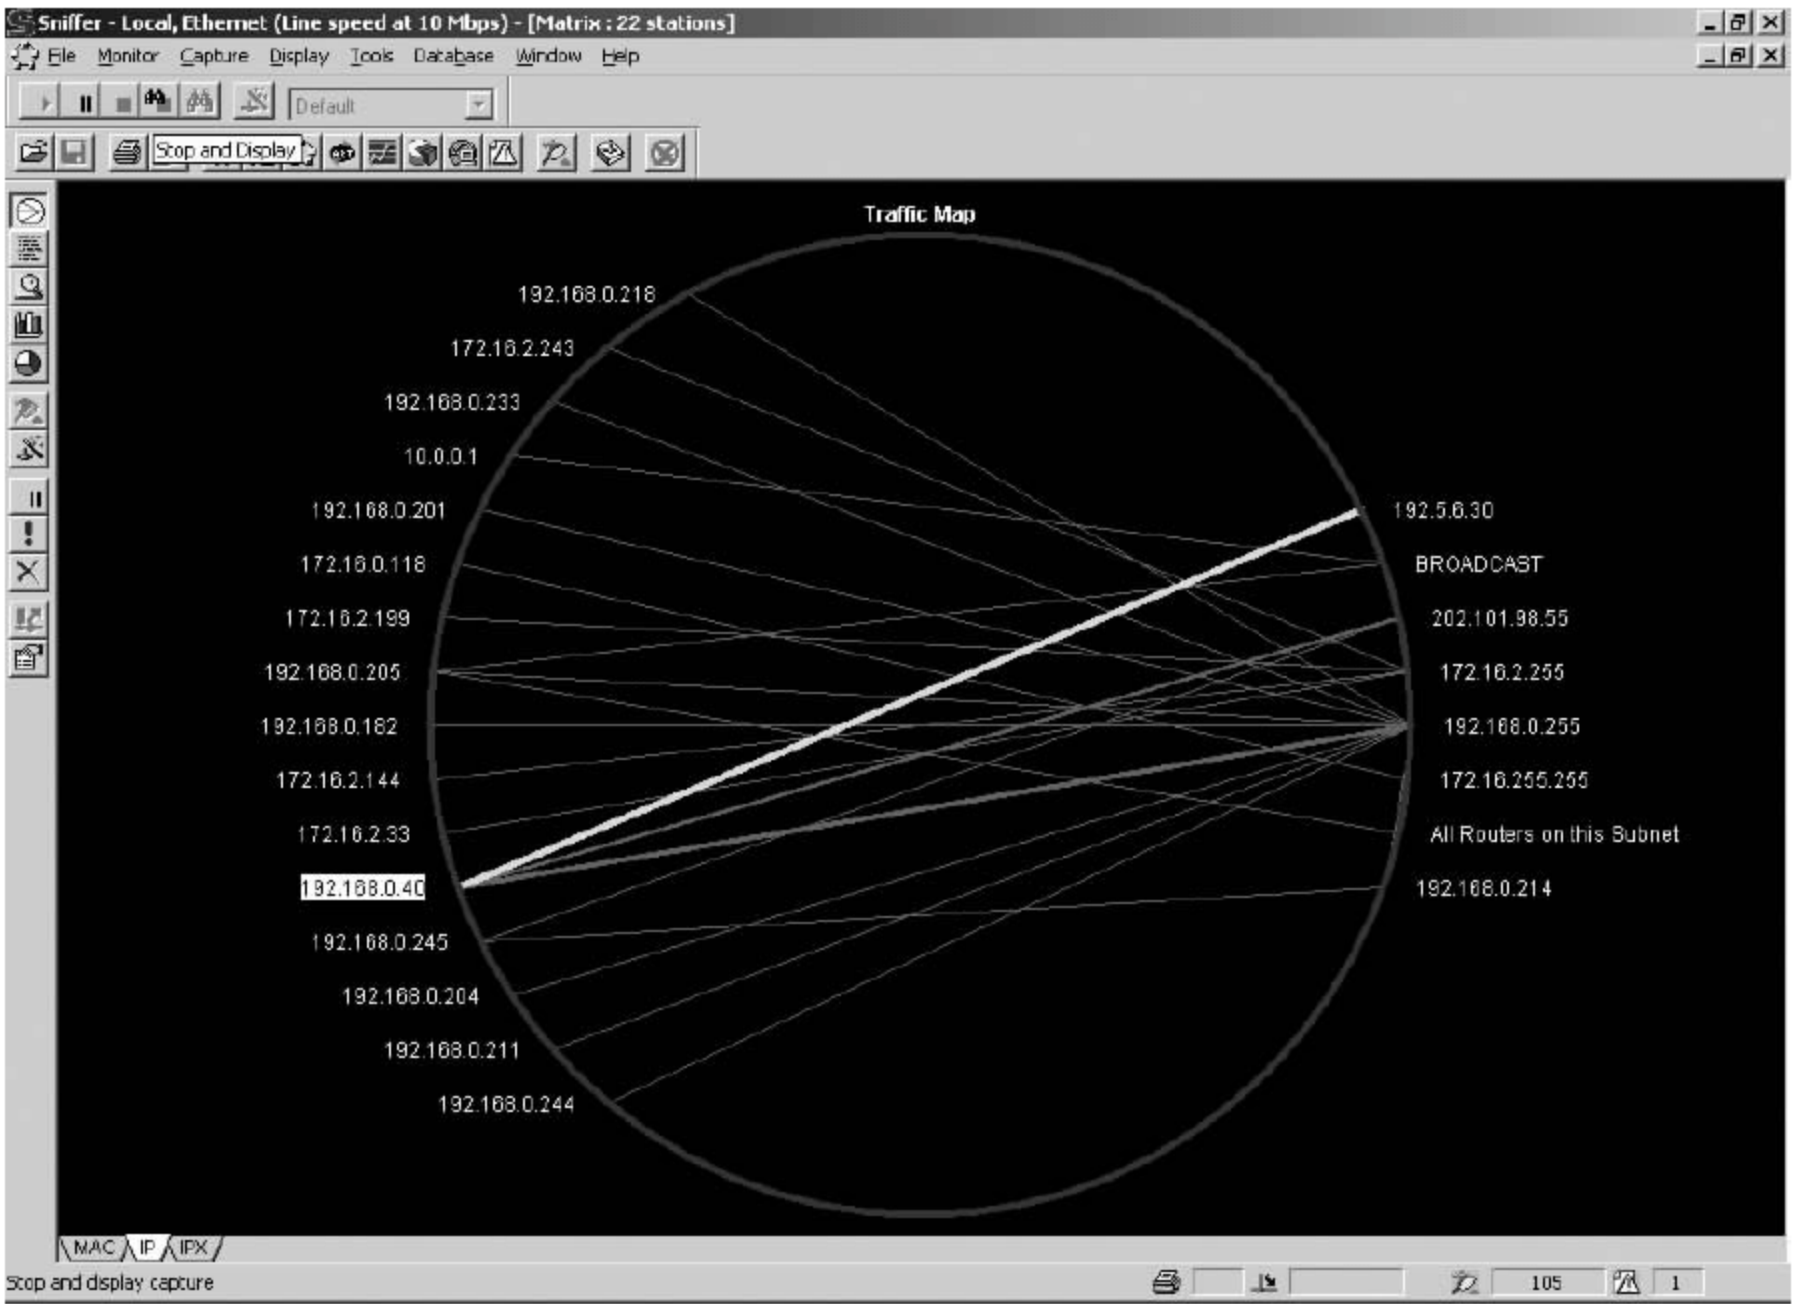 Sniffer - Local, Ethernet (Line speed at 10 Mbps) - [Matrix : 22 stations]
File Monitor Capture Display Tools Database Window Help
Default
Stop and Display
Traffic Map
192.168.0.218
172.16.2.243
192.168.0.233
10.0.0.1
192.168.0.201
172.16.0.118
172.16.2.199
192.168.0.205
192.168.0.182
172.16.2.144
172.16.2.33
192.168.0.40
192.168.0.245
192.168.0.204
192.168.0.211
192.168.0.244
192.5.6.30
BROADCAST
202.101.98.55
172.16.2.255
192.168.0.255
172.16.255.255
All Routers on this Subnet
192.168.0.214
MAC IP IPX
Stop and display capture
105
1